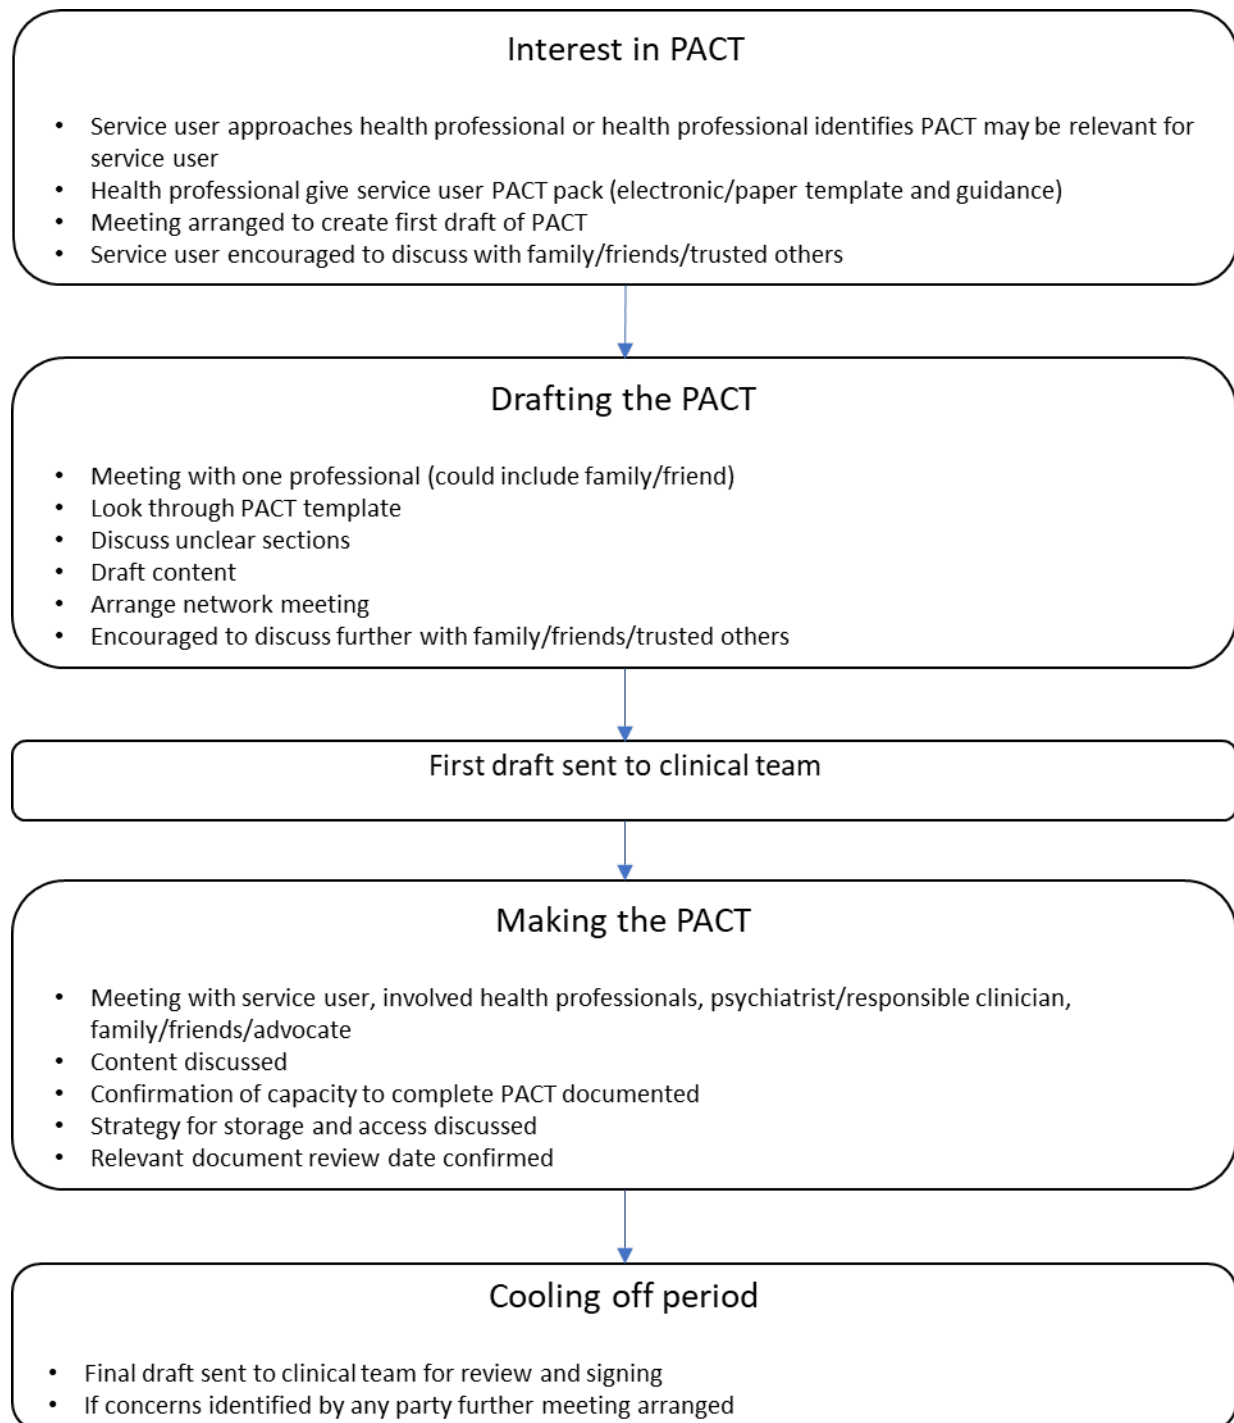 Interest in PACT
• Service user approaches health professional or health professional identifies PACT may be relevant for
service user
• Health professional give service user PACT pack (electronic/paper template and guidance)
• Meeting arranged to create first draft of PACT
• Service user encouraged to discuss with family/friends/trusted others
Drafting the PACT
• Meeting with one professional (could include family/friend)
• Look through PACT template
• Discuss unclear sections
• Draft content
• Arrange network meeting
• Encouraged to discuss further with family/friends/trusted others
First draft sent to clinical team
Making the PACT
• Meeting with service user, involved health professionals, psychiatrist/responsible clinician,
family/friends/advocate
• Content discussed
• Confirmation of capacity to complete PACT documented
• Strategy for storage and access discussed
• Relevant document review date confirmed
Cooling off period
• Final draft sent to clinical team for review and signing
• If concerns identified by any party further meeting arranged